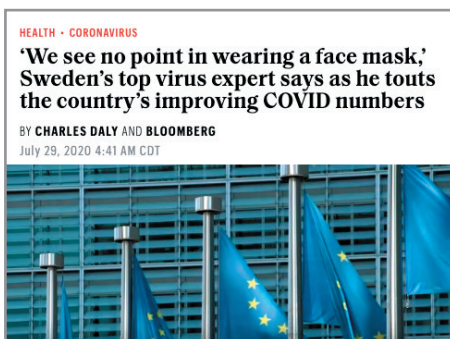 HEALTH • CORONAVIRUS
‘We see no point in wearing a face mask,’
Sweden’s top virus expert says as he touts
the country’s improving COVID numbers
BY CHARLES DALY AND BLOOMBERG
July 29, 2020 4:41 AM CDT